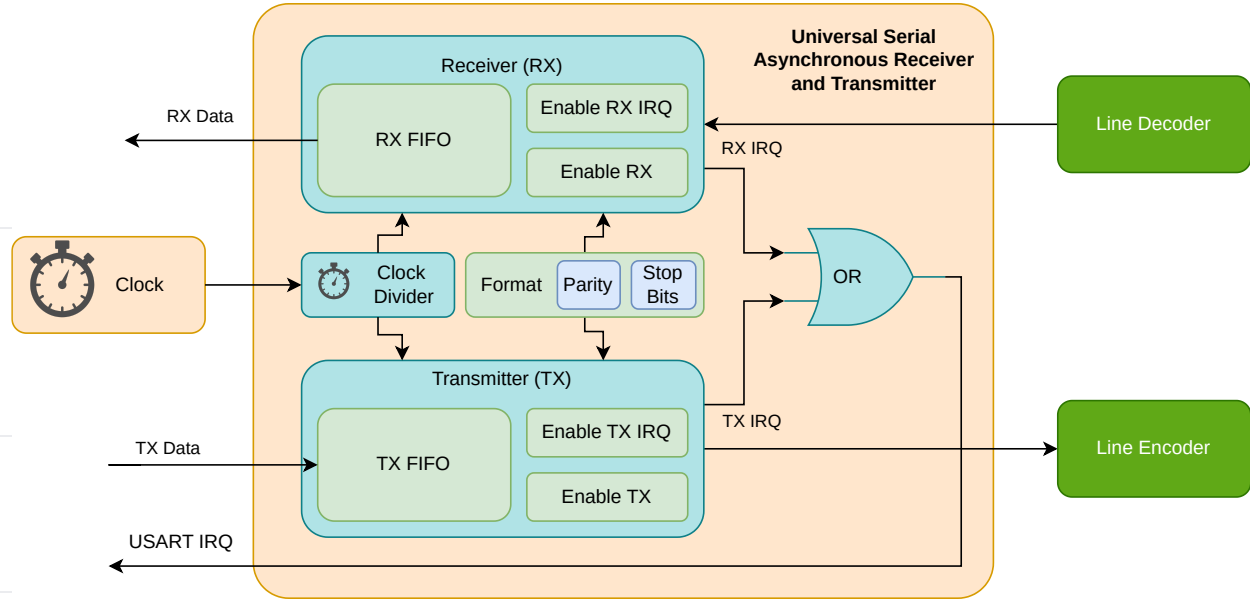 Universal Serial
Asynchronous Receiver
and Transmitter
Receiver (RX)
RX FIFO
Enable RX IRQ
Enable RX
RX Data
Line Decoder
RX IRQ
Clock
Clock
Divider
Format
Parity
Stop
Bits
OR
Transmitter (TX)
TX FIFO
Enable TX IRQ
Enable TX
TX Data
TX IRQ
Line Encoder
USART IRQ